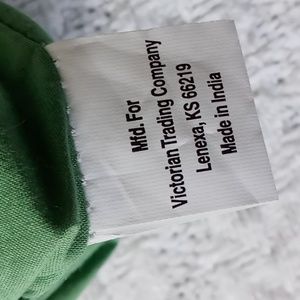 Mfd. For
Victorian Trading Company
Lenexa, KS 66219
Made in India